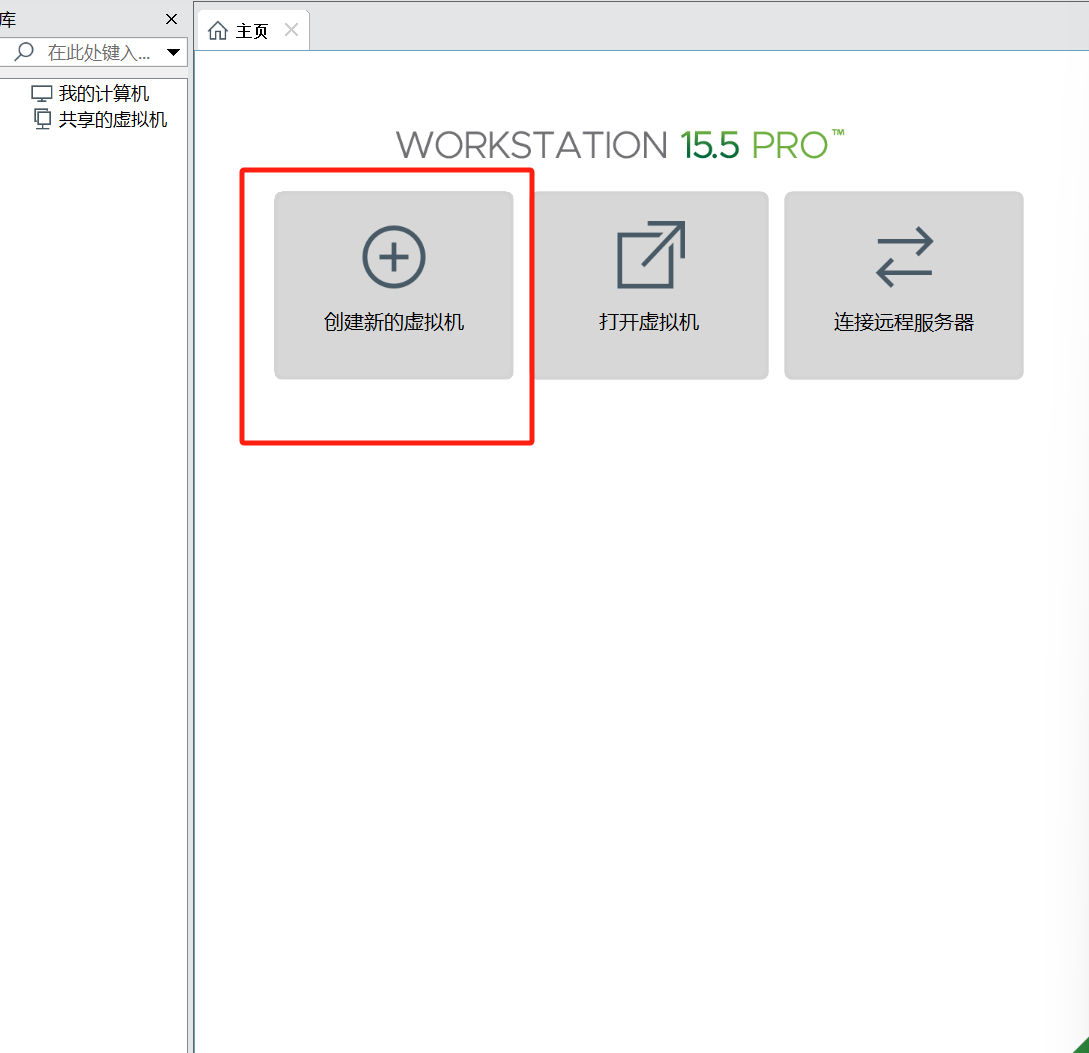 库
在此处键入...
我的计算机
共享的虚拟机
主页
WORKSTATION 15.5 PRO™
创建新的虚拟机
打开虚拟机
连接远程服务器